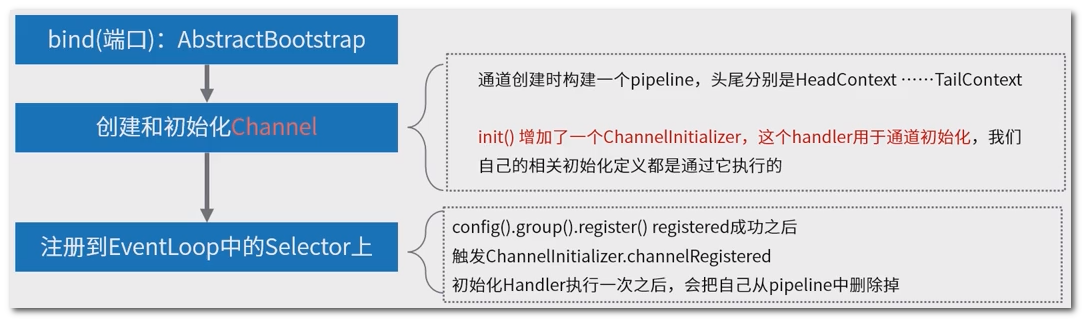 bind(端口)：AbstractBootstrap
创建和初始化Channel
通道创建时构建一个pipeline，头尾分别是HeadContext ……TailContext
init() 增加了一个ChannelInitializer，这个handler用于通道初始化，我们
自己的相关初始化定义都是通过它执行的
注册到EventLoop中的Selector上
config().group().register() registered成功之后
触发ChannelInitializer.channelRegistered
初始化Handler执行一次之后，会把自己从pipeline中删除掉